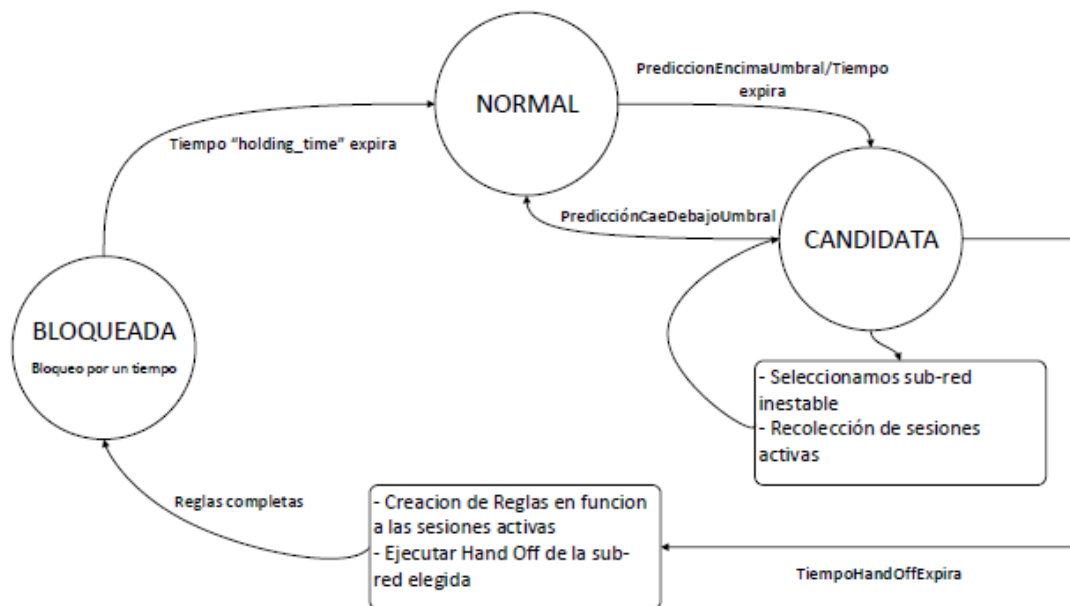 PrediccionEncimaUmbral/Tiempo
expira
NORMAL
Tiempo “holding_time” expira
PredicciónCaeDebajoUmbral
CANDIDATA
BLOQUEADA
Bloqueo por un tiempo
- Seleccionamos sub-red
inestable
- Recolección de sesiones
activas
Reglas completas
- Creacion de Reglas en funcion
a las sesiones activas
- Ejecutar Hand Off de la sub-
red elegida
TiempoHandOffExpira